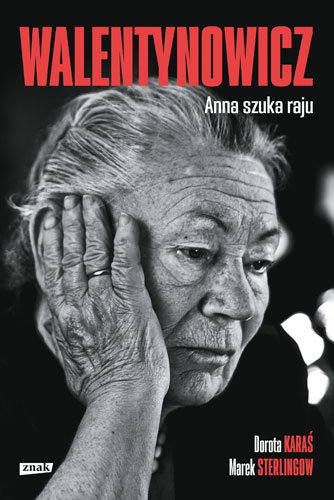 WALENTYNOWICZ
Anna szuka raju
Dorota KARAŚ
Marek STERLINGOW
znak